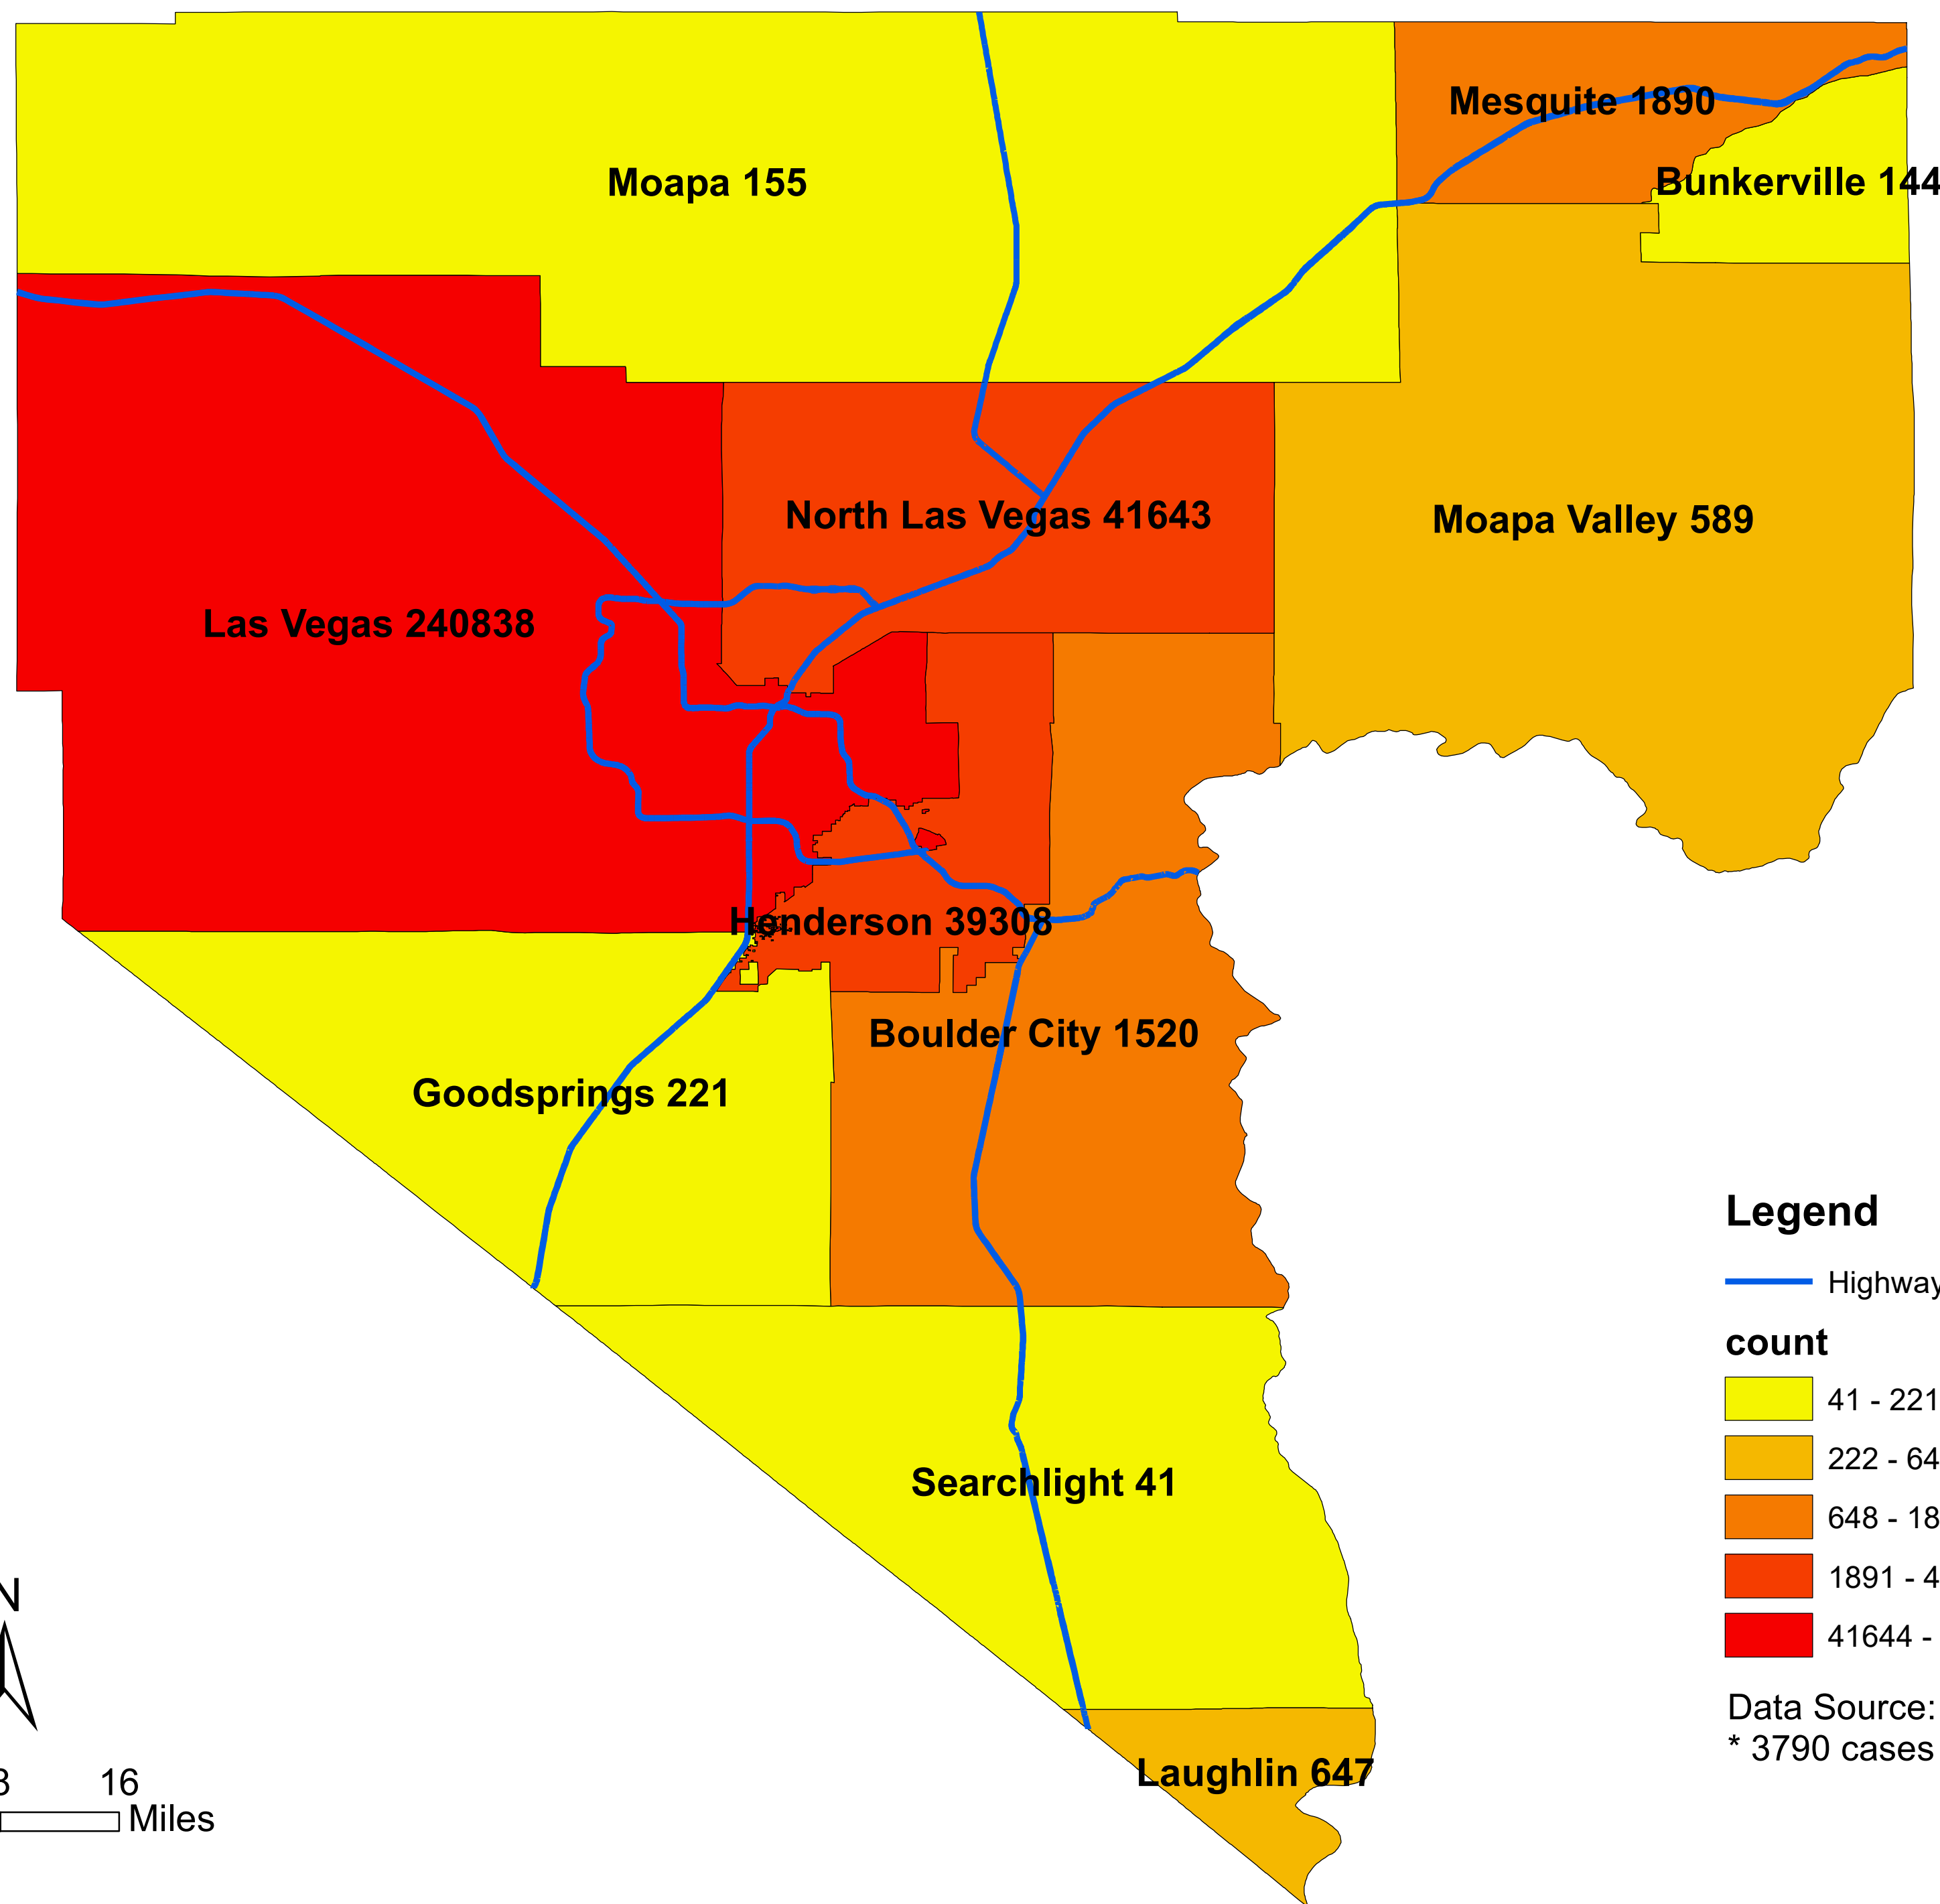 Mesquite 1890
Moapa 155
Bunkerville 144
North Las Vegas 41643
Moapa Valley 589
Las Vegas 240838
Henderson 39308
Boulder City 1520
Goodsprings 221
Legend
Highway
count
41 - 221
222 - 64
648 - 18
Searchlight 41
1891 - 4
N
41644 -
Data Source:
* 3790 cases
Laughlin 647
16
Miles